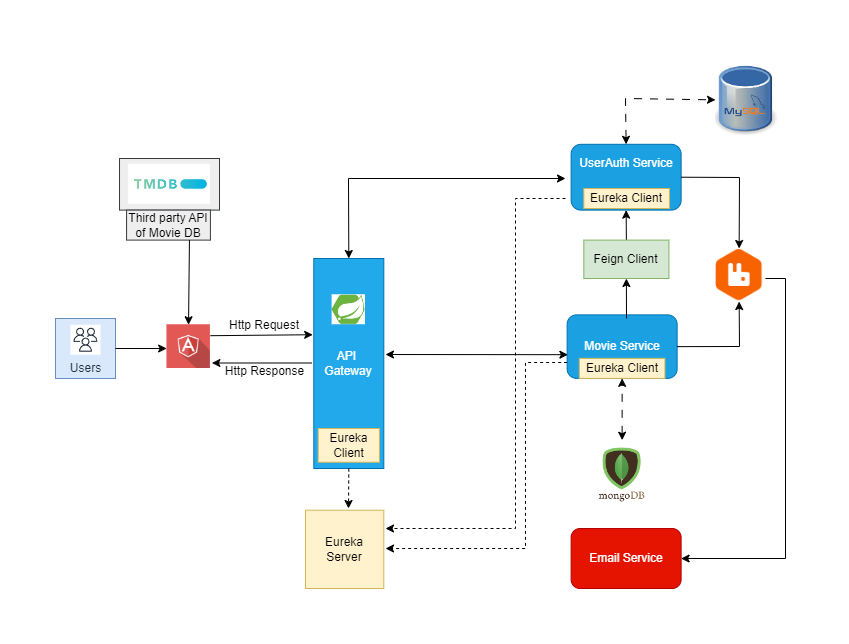 MySQL
UserAuth Service
Eureka Client
TMDB
Third party API
of Movie DB
Feign Client
Http Request
Users
A
Http Response
API
Gateway
Movie Service
Eureka Client
Eureka
Client
mongoDB
Eureka
Server
Email Service